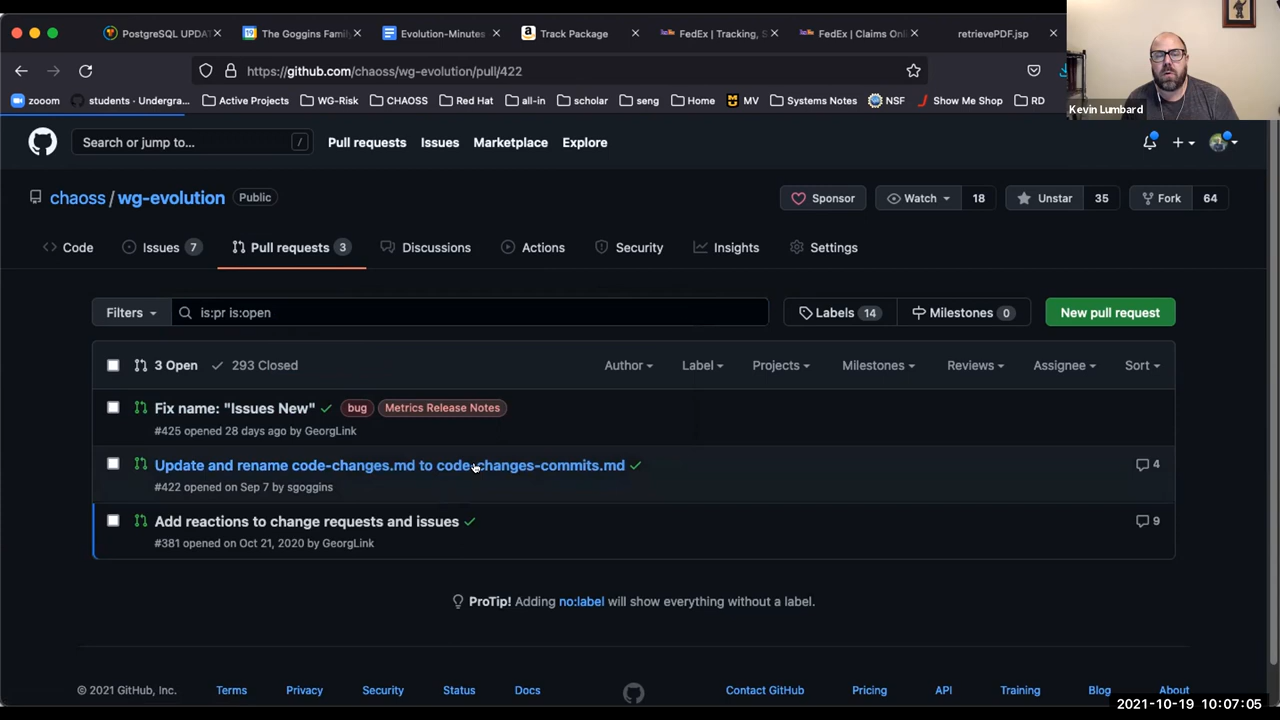 PostgreSQL UPDAT
The Goggins Family
Evolution-Minutes
Track Package
FedEx | Tracking, S
FedEx | Claims Onl
retrievePDF.jsp
https://github.com/chaoss/wg-evolution/pull/422
zooom
students - Undergra...
Active Projects
WG-Risk
CHAOSS
Red Hat
all-in
scholar
seng
Home
MV
Systems Notes
NSF
Show Me Shop
RD
Kevin Lumbard
Search or jump to...
/
Pull requests
Issues
Marketplace
Explore
chaoss / wg-evolution
Public
Sponsor
Watch
18
Unstar
35
Fork
64
Code
Issues
7
Pull requests
3
Discussions
Actions
Security
Insights
Settings
Filters
is:pr is:open
Labels
14
Milestones
0
New pull request
3 Open
293 Closed
Author
Label
Projects
Milestones
Reviews
Assignee
Sort
Fix name: "Issues New"
bug
Metrics Release Notes
#425 opened 28 days ago by GeorgLink
Update and rename code-changes.md to code-changes-commits.md
4
#422 opened on Sep 7 by sgoggins
Add reactions to change requests and issues
9
#381 opened on Oct 21, 2020 by GeorgLink
ProTip! Adding no:label will show everything without a label.
© 2021 GitHub, Inc.
Terms
Privacy
Security
Status
Docs
Contact GitHub
Pricing
API
Training
Blog
About
2021-10-19 10:07:05